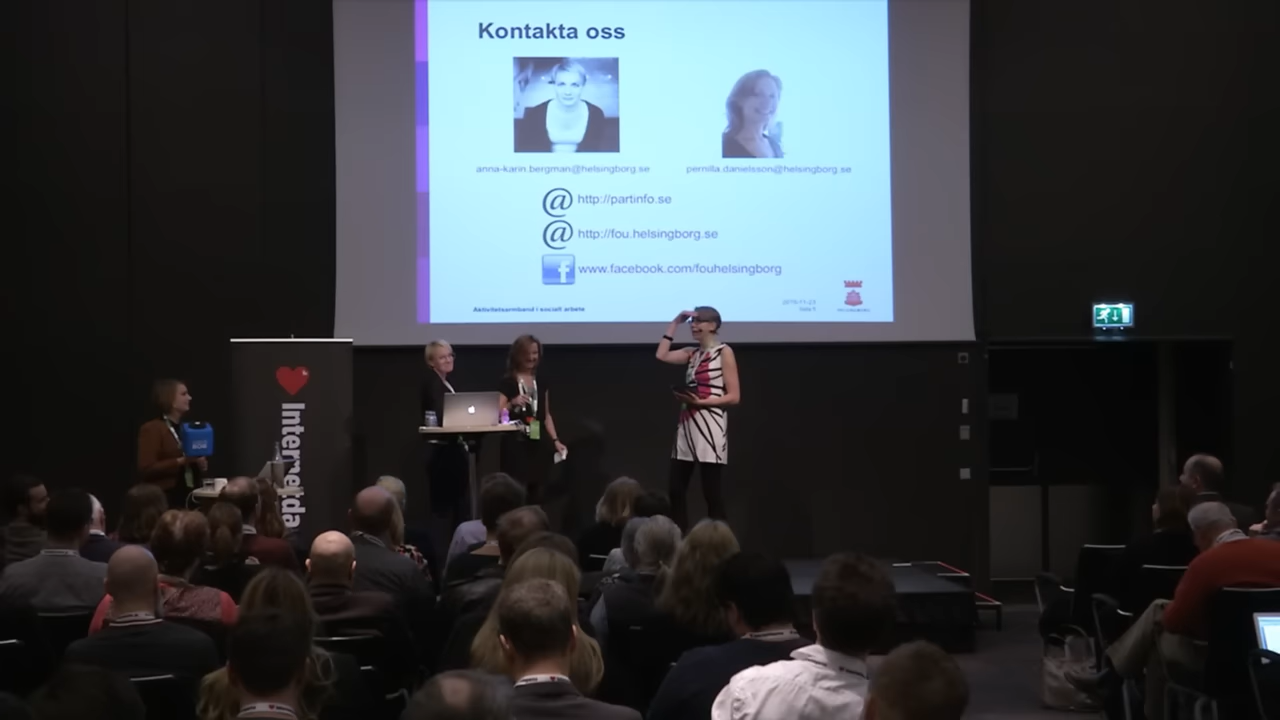 Kontakta oss
anna-karin.bergman@helsingborg.se
pernilla.danielsson@helsingborg.se
@ http://partinfo.se
@ http://fou.helsingborg.se
f www.facebook.com/fouhelsingborg
Aktivitetsarmband i socialt arbete
Internetda